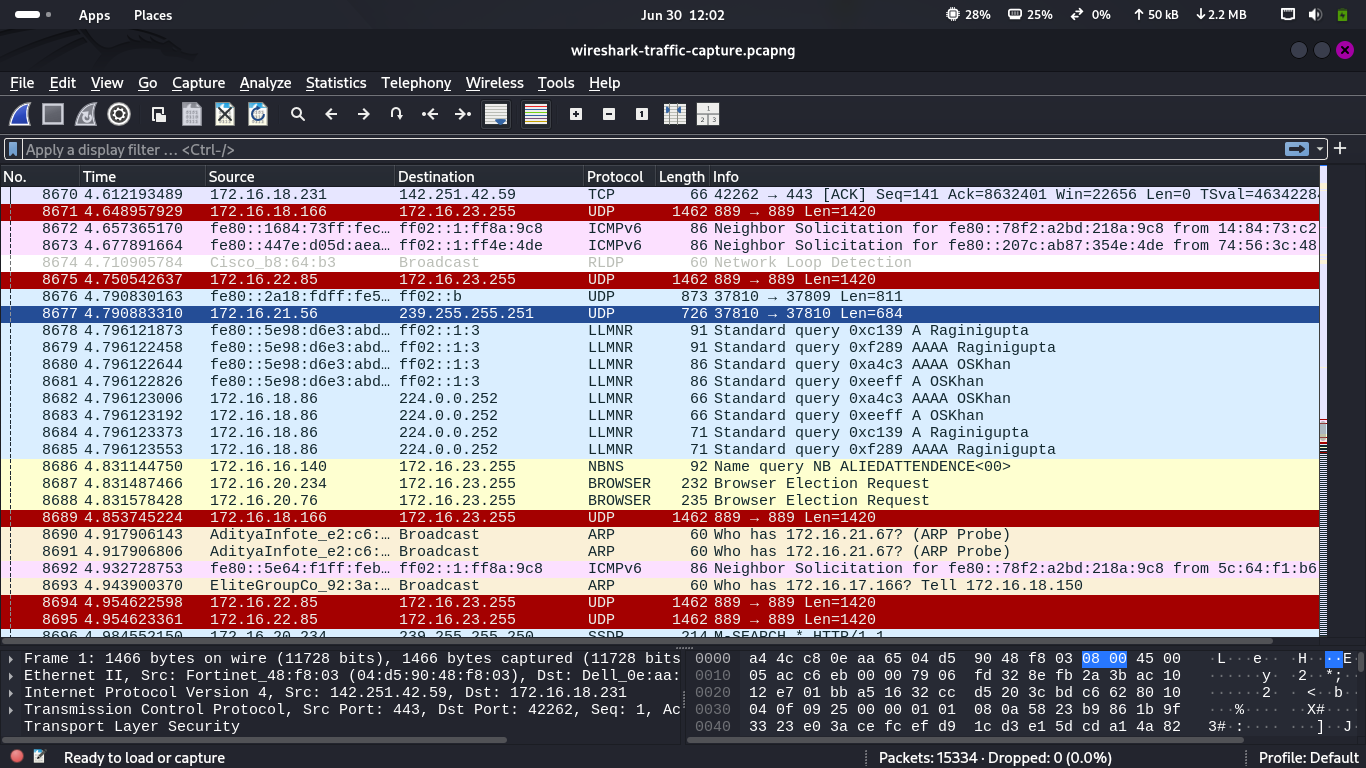 Apps Places Jun 30 12:02 28% 25% 0% 50 kB 2.2 MB
wireshark-traffic-capture.pcapng
File Edit View Go Capture Analyze Statistics Telephony Wireless Tools Help
Apply a display filter … <Ctrl-/>
No. Time Source Destination Protocol Length Info
8670 4.612193489 172.16.18.231 142.251.42.59 TCP 66 42262 → 443 [ACK] Seq=141 Ack=8632401 Win=22656 Len=0 TSval=4634228
8671 4.648957929 172.16.18.166 172.16.23.255 UDP 1462 889 → 889 Len=1420
8672 4.657365170 fe80::1684:73ff:fec… ff02::1:ff8a:9c8 ICMPv6 86 Neighbor Solicitation for fe80::78f2:a2bd:218a:9c8 from 14:84:73:c2
8673 4.677891664 fe80::447e:d05d:aea… ff02::1:ff4e:4de ICMPv6 86 Neighbor Solicitation for fe80::207c:ab87:354e:4de from 74:56:3c:48
8674 4.710905784 Cisco_b8:64:b3 Broadcast RLDP 60 Network Loop Detection
8675 4.750542637 172.16.22.85 172.16.23.255 UDP 1462 889 → 889 Len=1420
8676 4.790830163 fe80::2a18:fdff:fe5… ff02::b UDP 873 37810 → 37809 Len=811
8677 4.790883310 172.16.21.56 239.255.255.251 UDP 726 37810 → 37810 Len=684
8678 4.796121873 fe80::5e98:d6e3:abd… ff02::1:3 LLMNR 91 Standard query 0xc139 A Raginigupta
8679 4.796122458 fe80::5e98:d6e3:abd… ff02::1:3 LLMNR 91 Standard query 0xf289 AAAA Raginigupta
8680 4.796122644 fe80::5e98:d6e3:abd… ff02::1:3 LLMNR 86 Standard query 0xa4c3 AAAA OSKhan
8681 4.796122826 fe80::5e98:d6e3:abd… ff02::1:3 LLMNR 86 Standard query 0xeeff A OSKhan
8682 4.796123006 172.16.18.86 224.0.0.252 LLMNR 66 Standard query 0xa4c3 AAAA OSKhan
8683 4.796123192 172.16.18.86 224.0.0.252 LLMNR 66 Standard query 0xeeff A OSKhan
8684 4.796123373 172.16.18.86 224.0.0.252 LLMNR 71 Standard query 0xc139 A Raginigupta
8685 4.796123553 172.16.18.86 224.0.0.252 LLMNR 71 Standard query 0xf289 AAAA Raginigupta
8686 4.831144750 172.16.16.140 172.16.23.255 NBNS 92 Name query NB ALIEDATTENDENCE<00>
8687 4.831487466 172.16.20.234 172.16.23.255 BROWSER 232 Browser Election Request
8688 4.831578428 172.16.20.76 172.16.23.255 BROWSER 235 Browser Election Request
8689 4.853745224 172.16.18.166 172.16.23.255 UDP 1462 889 → 889 Len=1420
8690 4.917906143 AdityaInfote_e2:c6:… Broadcast ARP 60 Who has 172.16.21.67? (ARP Probe)
8691 4.917906806 AdityaInfote_e2:c6:… Broadcast ARP 60 Who has 172.16.21.67? (ARP Probe)
8692 4.932728753 fe80::5e64:f1ff:feb… ff02::1:ff8a:9c8 ICMPv6 86 Neighbor Solicitation for fe80::78f2:a2bd:218a:9c8 from 5c:64:f1:b6
8693 4.943900370 EliteGroupCo_92:3a:… Broadcast ARP 60 Who has 172.16.17.166? Tell 172.16.18.150
8694 4.954622598 172.16.22.85 172.16.23.255 UDP 1462 889 → 889 Len=1420
8695 4.954623361 172.16.22.85 172.16.23.255 UDP 1462 889 → 889 Len=1420
8696 4.984552150 172.16.20.234 239.255.255.250 SSDP 214 M-SEARCH * HTTP/1.1
Frame 1: 1466 bytes on wire (11728 bits), 1466 bytes captured (11728 bits
Ethernet II, Src: Fortinet_48:f8:03 (04:d5:90:48:f8:03), Dst: Dell_0e:aa:
Internet Protocol Version 4, Src: 142.251.42.59, Dst: 172.16.18.231
Transmission Control Protocol, Src Port: 443, Dst Port: 42262, Seq: 1, Ac
Transport Layer Security
0000 a4 4c c8 0e aa 65 04 d5 90 48 f8 03 08 00 45 00 ·L···e·· ·H····E·
0010 05 ac c6 eb 00 00 79 06 fd 32 8e fb 2a 3b ac 10 ······y· ·2··*;··
0020 12 e7 01 bb a5 16 32 cc d5 20 3c bd c6 62 80 10 ······2· · <··b··
0030 04 0f 09 25 00 00 01 01 08 0a 58 23 b9 86 1b 9f ···%···· ··X#····
0040 33 23 e0 3a ce fc ef d9 1c d3 e1 5d cd a1 4a 82 3#·:···· ···]··J·
Ready to load or capture Packets: 15334 · Dropped: 0 (0.0%) Profile: Default